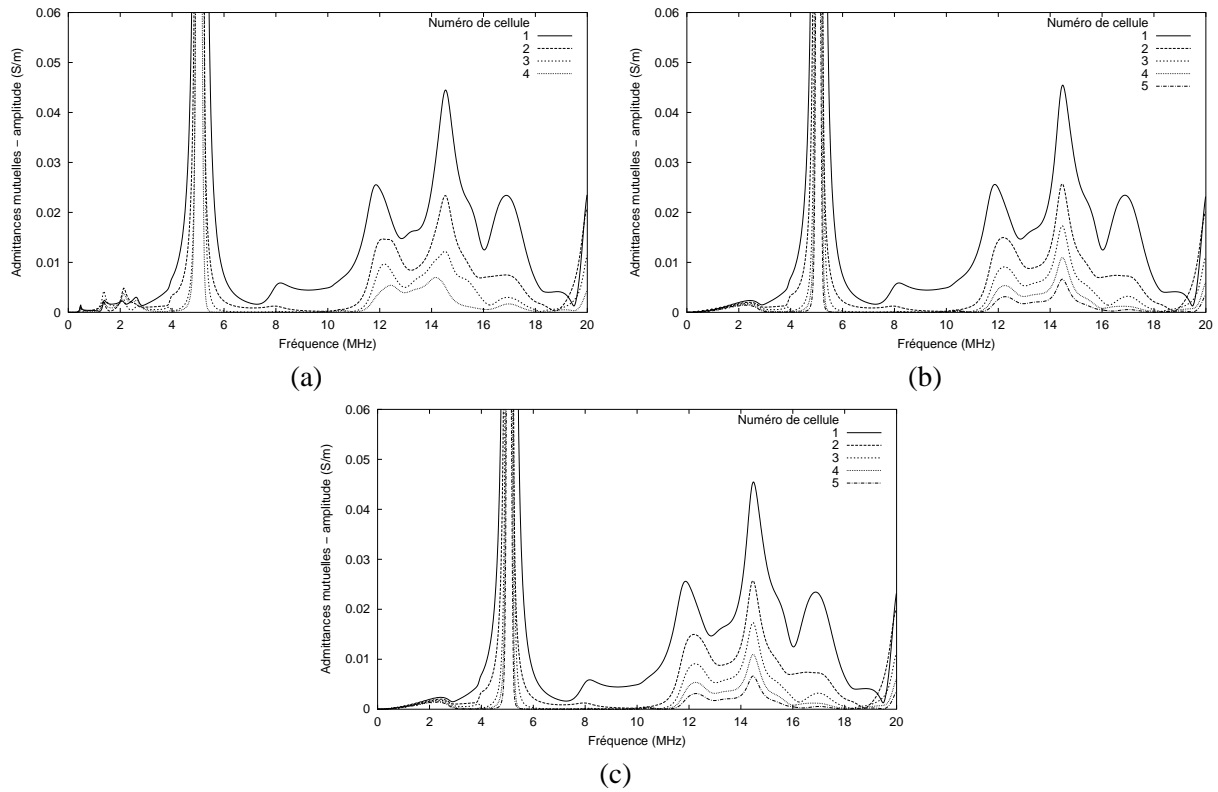 Admittances mutuelles – amplitude (S/m)
0.06
0.05
0.04
0.03
0.02
0.01
0
Numéro de cellule
1
2
3
4
0 2 4 6 8 10 12 14 16 18 20
Fréquence (MHz)
(a)
Admittances mutuelles – amplitude (S/m)
0.06
0.05
0.04
0.03
0.02
0.01
0
Numéro de cellule
1
2
3
4
5
0 2 4 6 8 10 12 14 16 18 20
Fréquence (MHz)
(b)
Admittances mutuelles – amplitude (S/m)
0.06
0.05
0.04
0.03
0.02
0.01
0
Numéro de cellule
1
2
3
4
5
0 2 4 6 8 10 12 14 16 18 20
Fréquence (MHz)
(c)